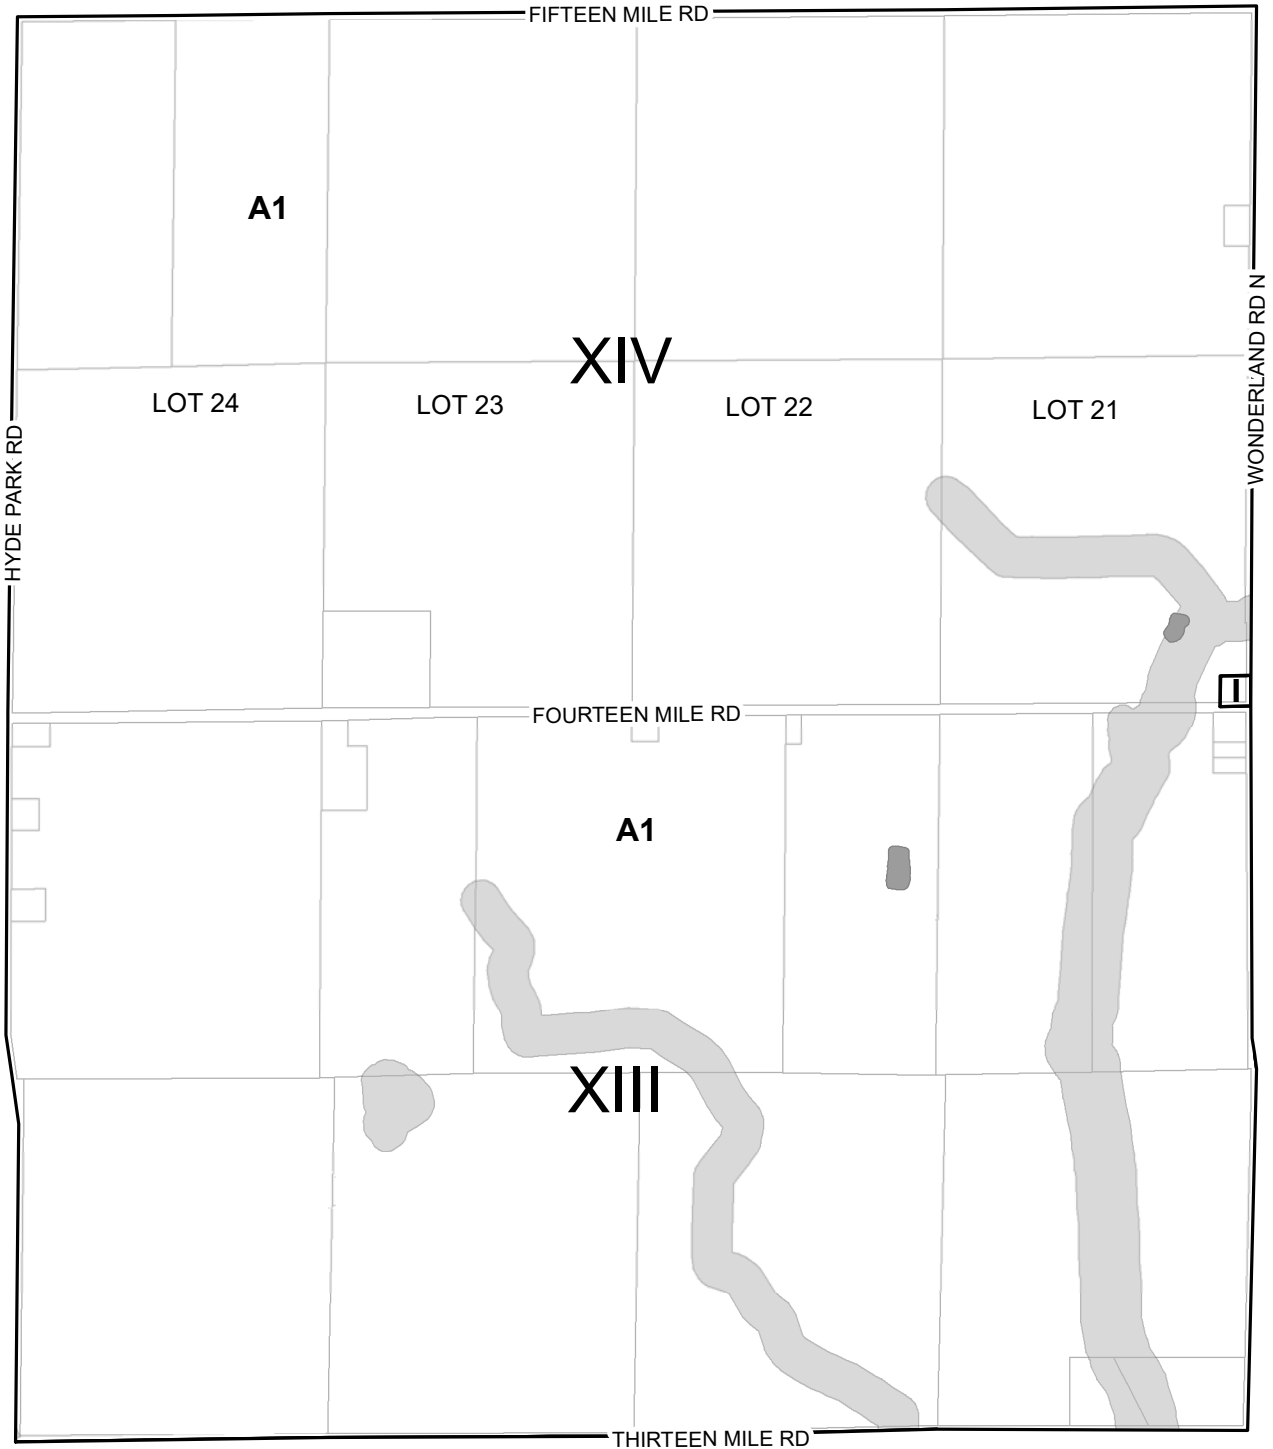 FIFTEEN MILE RD
A1
WONDERLAND RD N
XIV
LOT 24
LOT 23
LOT 22
LOT 21
HYDE PARK RD
I
FOURTEEN MILE RD
A1
XIII
THIRTEEN MILE RD